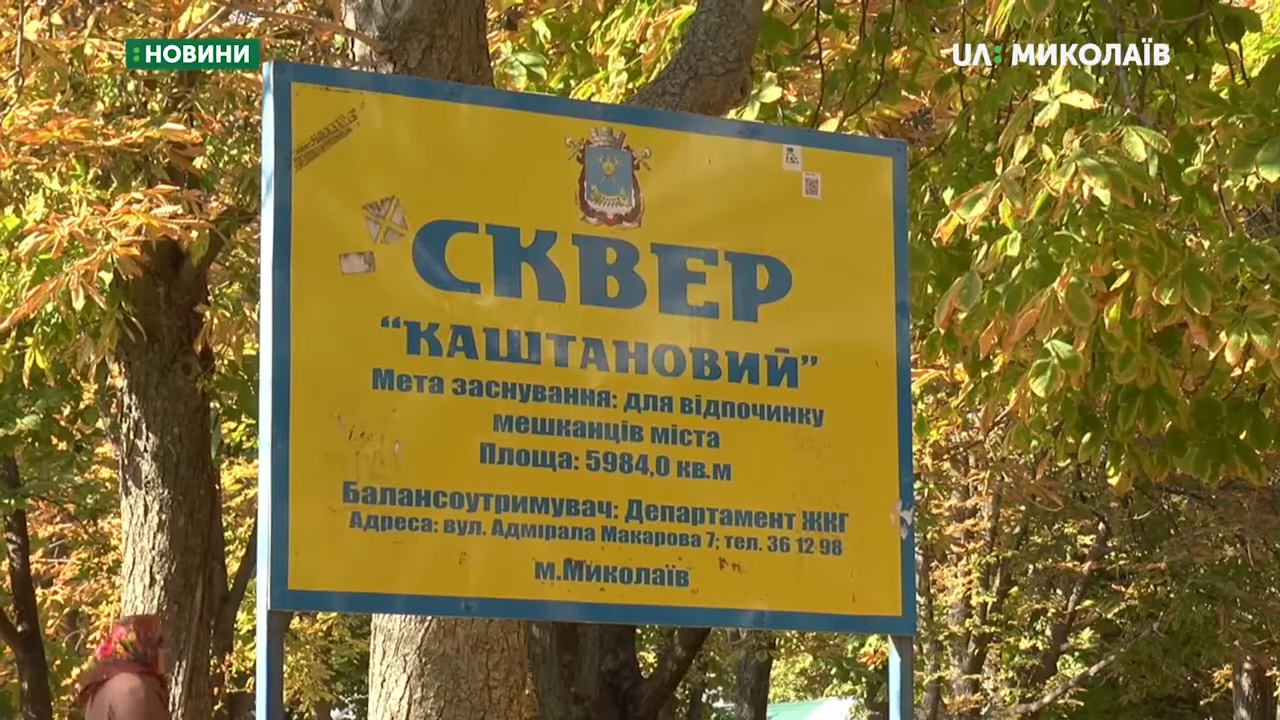 :НОВИНИ
UA: МИКОЛАЇВ
СКВЕР
“КАШТАНОВИЙ”
Мета заснування: для відпочинку
мешканців міста
Площа: 5984,0 кв.м
Балансоутримувач: Департамент ЖКГ
Адреса: вул. Адмірала Макарова 7; тел. 36 12 98
м.Миколаїв